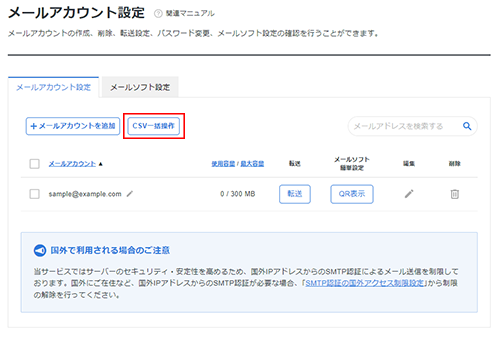 メールアカウント設定 ? 関連マニュアル
メールアカウントの作成、削除、転送設定、パスワード変更、メールソフト設定の確認を行うことができます。
メールアカウント設定 メールソフト設定
+メールアカウントを追加 CSV一括操作 メールアドレスを検索する
メールアカウント ▲ 使用容量 / 最大容量 転送 メールソフト 編集 削除
簡単設定
sample@example.com 0 / 300 MB 転送 QR表示
国外で利用される場合のご注意
当サービスではサーバーのセキュリティ・安定性を高めるため、国外IPアドレスからのSMTP認証によるメール送信を制限して
おります。国外にご在住など、国外IPアドレスからのSMTP認証が必要な場合、「SMTP認証の国外アクセス制限設定」から制限
の解除を行ってください。